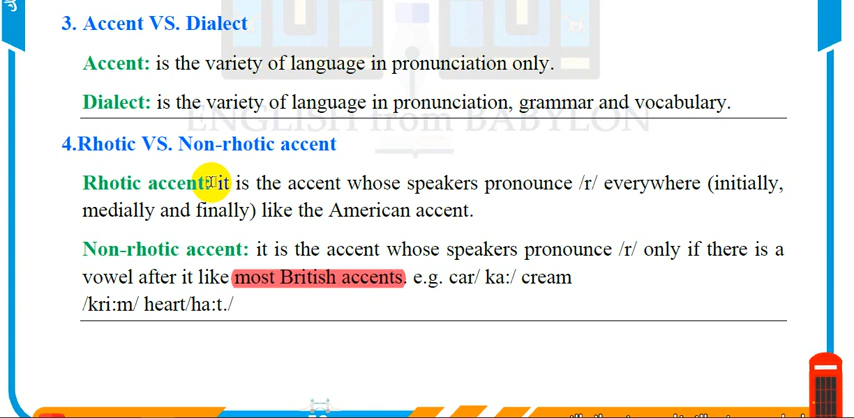 3. Accent VS. Dialect
Accent: is the variety of language in pronunciation only.
Dialect: is the variety of language in pronunciation, grammar and vocabulary.
ENGLISH from BABYLON
4.Rhotic VS. Non-rhotic accent
Rhotic accent: it is the accent whose speakers pronounce /r/ everywhere (initially,
medially and finally) like the American accent.
Non-rhotic accent: it is the accent whose speakers pronounce /r/ only if there is a
vowel after it like most British accents. e.g. car/ ka:/ cream
/kri:m/ heart/ha:t./